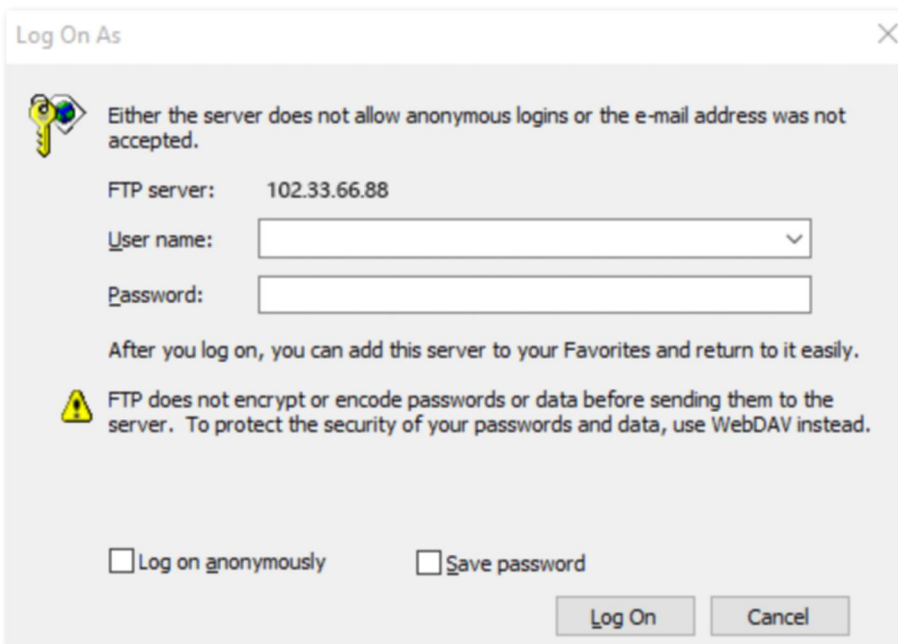 Log On As
Either the server does not allow anonymous logins or the e-mail address was not
accepted.
FTP server: 102.33.66.88
User name:
Password:
After you log on, you can add this server to your Favorites and return to it easily.
FTP does not encrypt or encode passwords or data before sending them to the
server. To protect the security of your passwords and data, use WebDAV instead.
Log on anonymously Save password
Log On Cancel